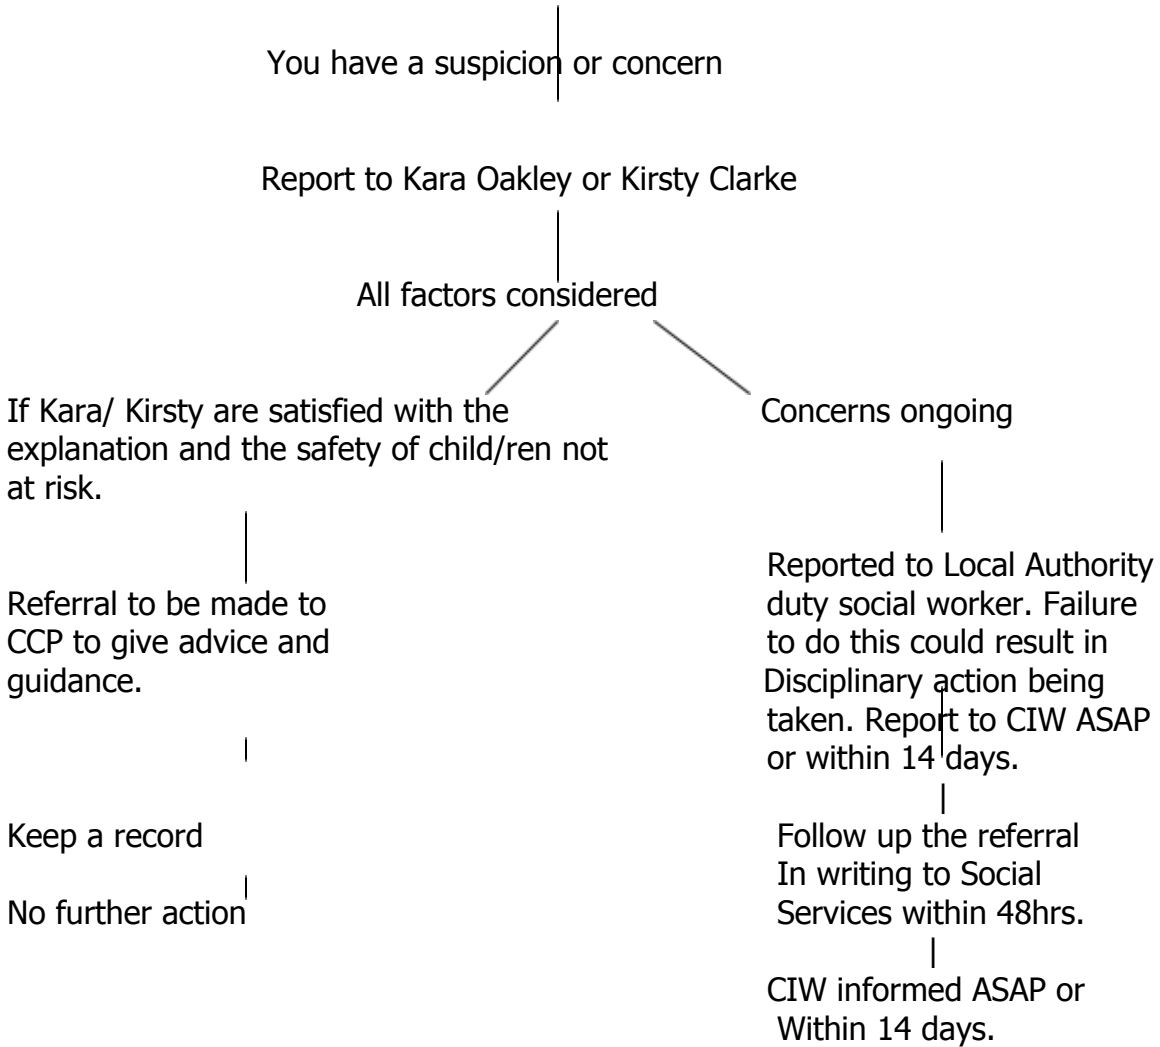 You have a suspicion or concern
Report to Kara Oakley or Kirsty Clarke
All factors considered
If Kara/ Kirsty are satisfied with the
explanation and the safety of child/ren not
at risk.
Referral to be made to
CCP to give advice and
guidance.
Keep a record
No further action
Concerns ongoing
Reported to Local Authority
duty social worker. Failure
to do this could result in
Disciplinary action being
taken. Report to CIW ASAP
or within 14 days.
Follow up the referral
In writing to Social
Services within 48hrs.
CIW informed ASAP or
Within 14 days.